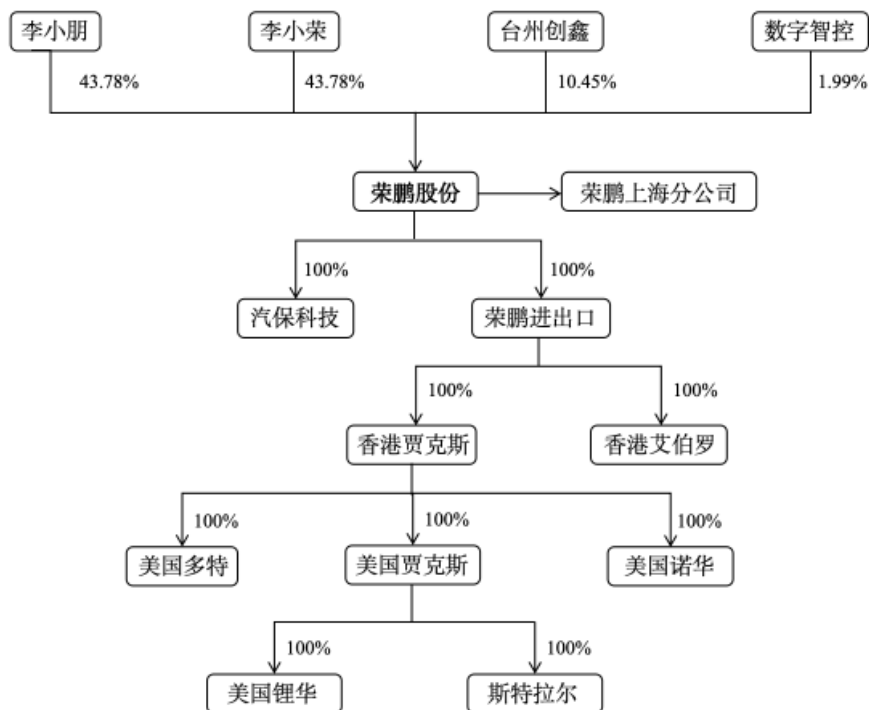 李小朋
李小荣
台州创鑫
数字智控
43.78%
43.78%
10.45%
1.99%
荣鹏股份
荣鹏上海分公司
100%
100%
汽保科技
荣鹏进出口
100%
100%
香港贾克斯
香港艾伯罗
100%
100%
100%
美国多特
美国贾克斯
美国诺华
100%
100%
美国锂华
斯特拉尔